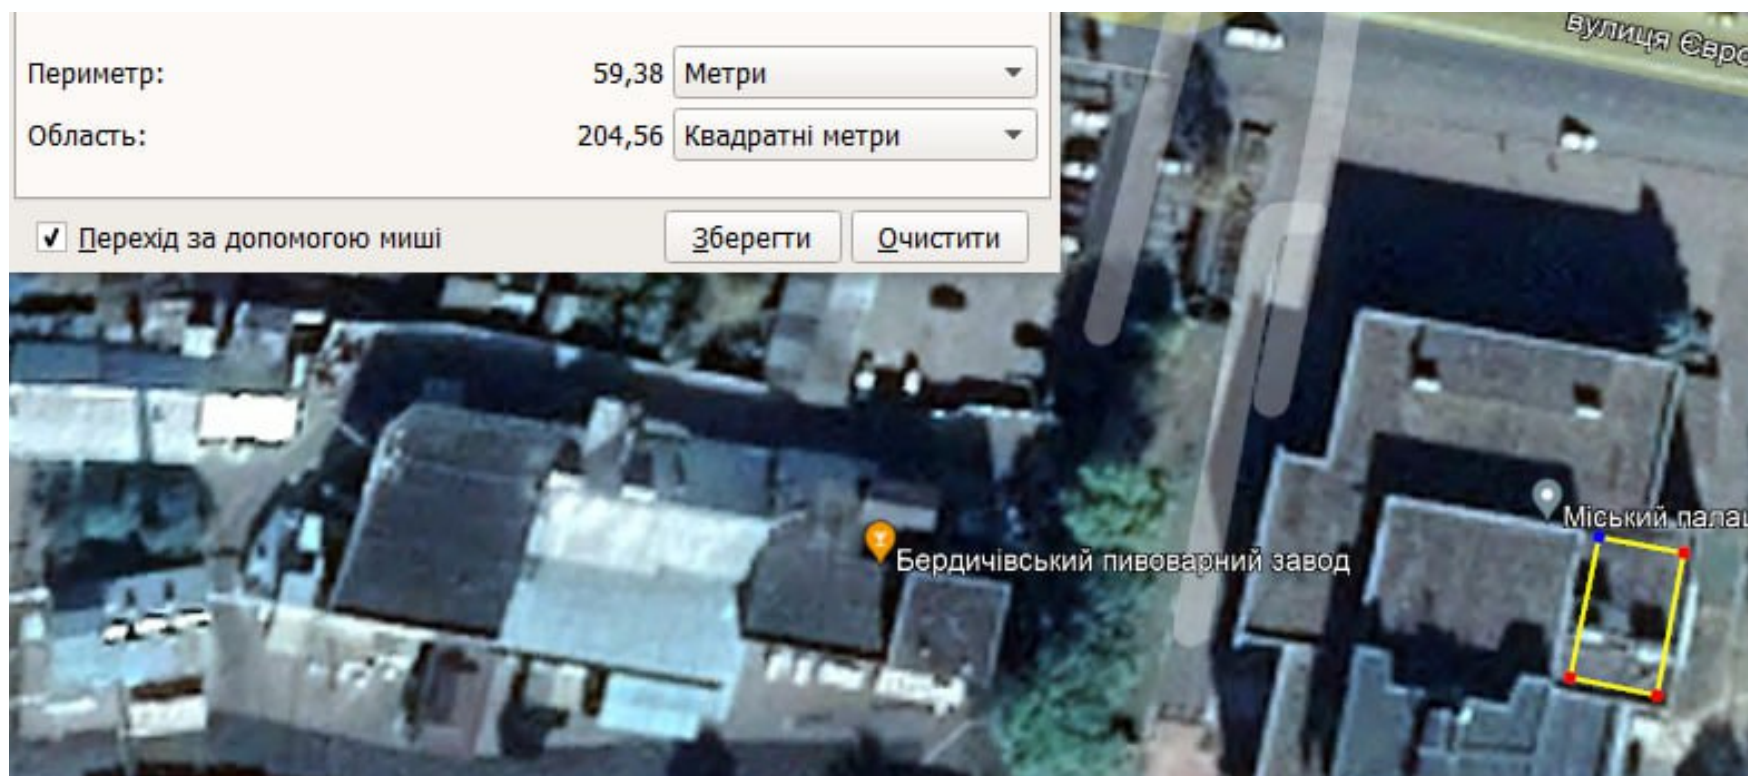 Периметр: 59,38 Метри
Область: 204,56 Квадратні метри
Перехід за допомогою миші Зберегти Очистити
вулиця Євро
Міський палац
Бердичівський пивоварний завод